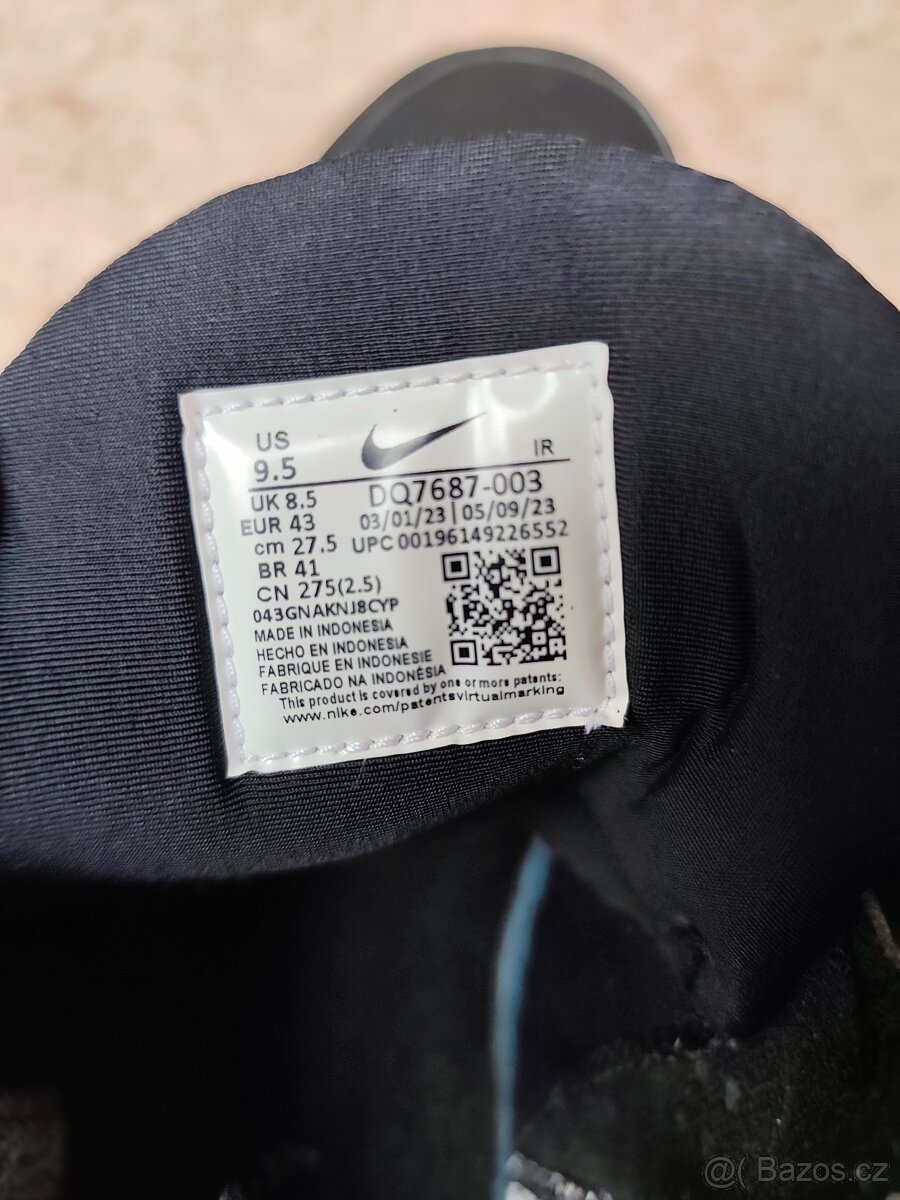 US
9.5
IR
UK 8.5
DQ7687-003
EUR 43
03/01/23 | 05/09/23
cm 27.5
UPC 00196149226552
BR 41
CN 275(2.5)
043GNAKNJ8CYP
MADE IN INDONESIA
HECHO EN INDONESIA
FABRIQUE EN INDONESIE
FABRICADO NA INDONÉSIA
This product is covered by one or more patents:
www.nike.com/patentsvirtualmarking
@( Bazos.cz